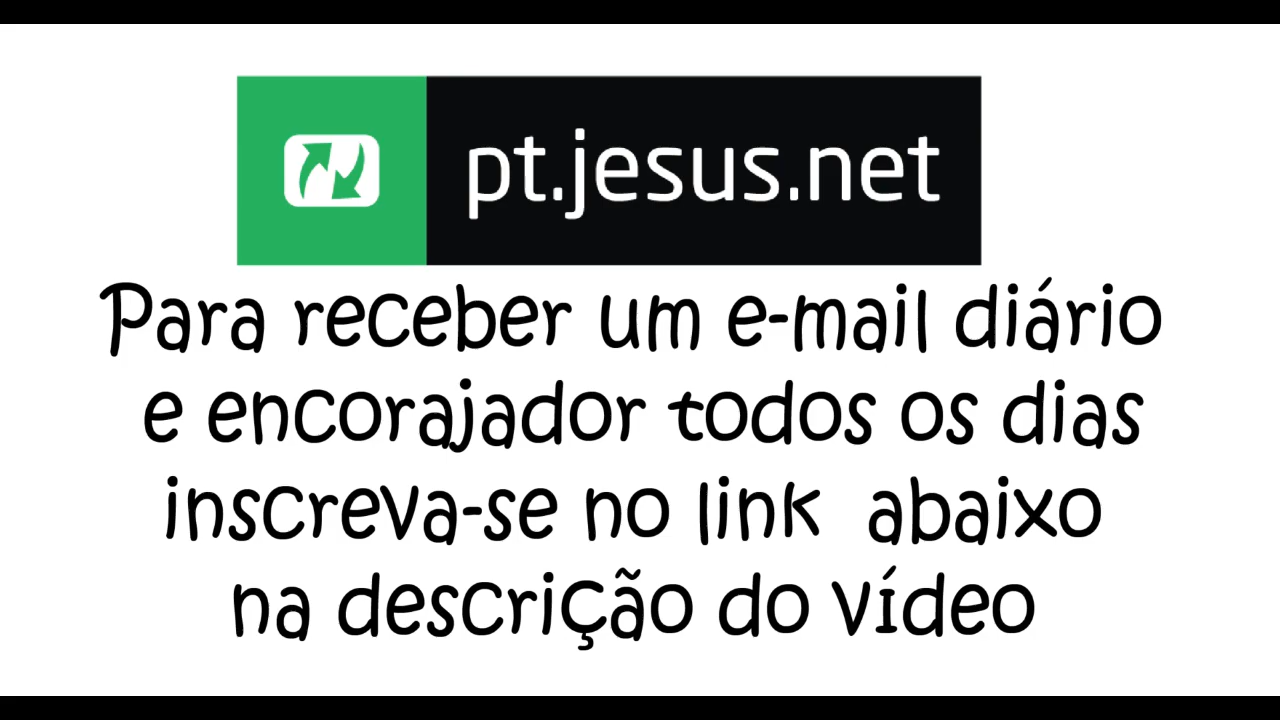 pt.jesus.net
Para receber um e-mail diário
e encorajador todos os dias
inscreva-se no link abaixo
na descrição do vídeo